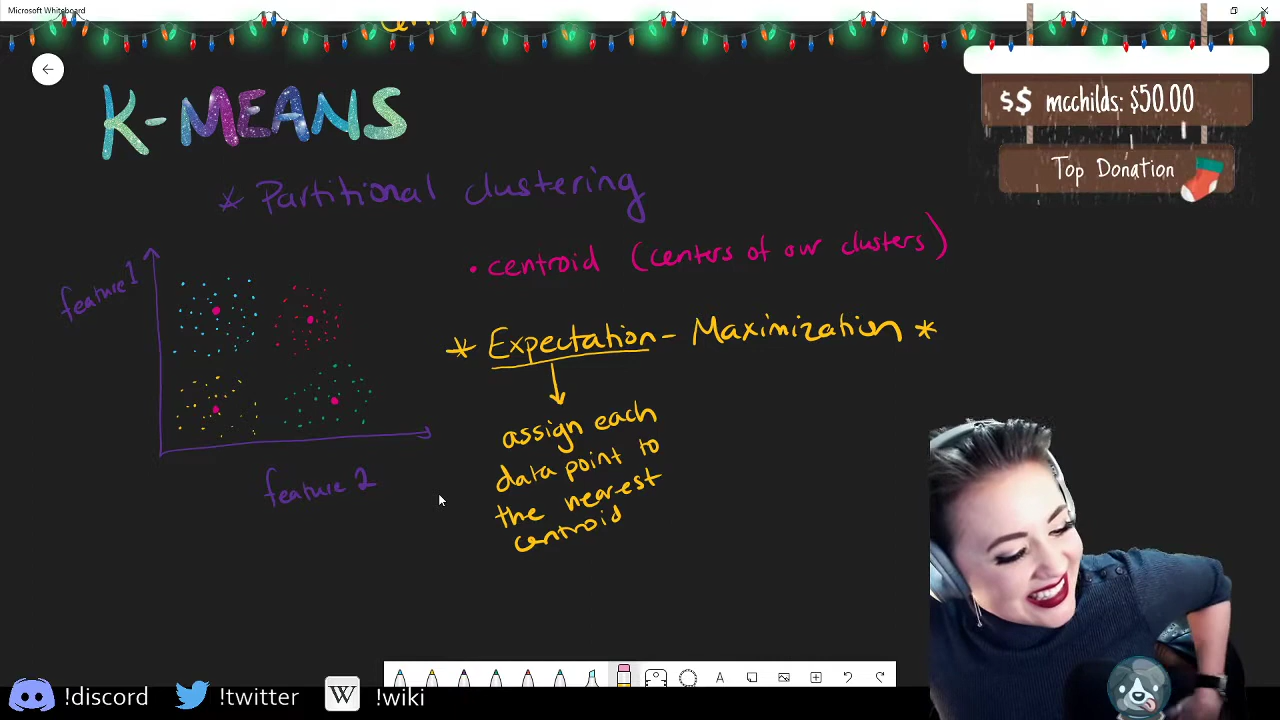 Microsoft Whiteboard
K-MEANS
$$ mcchilds: $50.00
Top Donation
* Partitional clustering
• centroid (centers of our clusters)
feature 1
* Expectation - Maximization *
assign each
data point to
the nearest
centroid
feature 2
!discord
!twitter
W !wiki